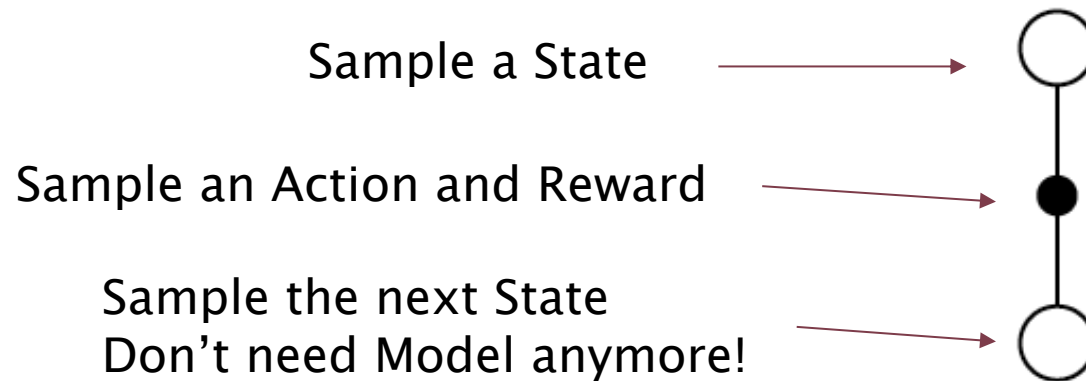 Sample a State
Sample an Action and Reward
Sample the next State
Don’t need Model anymore!